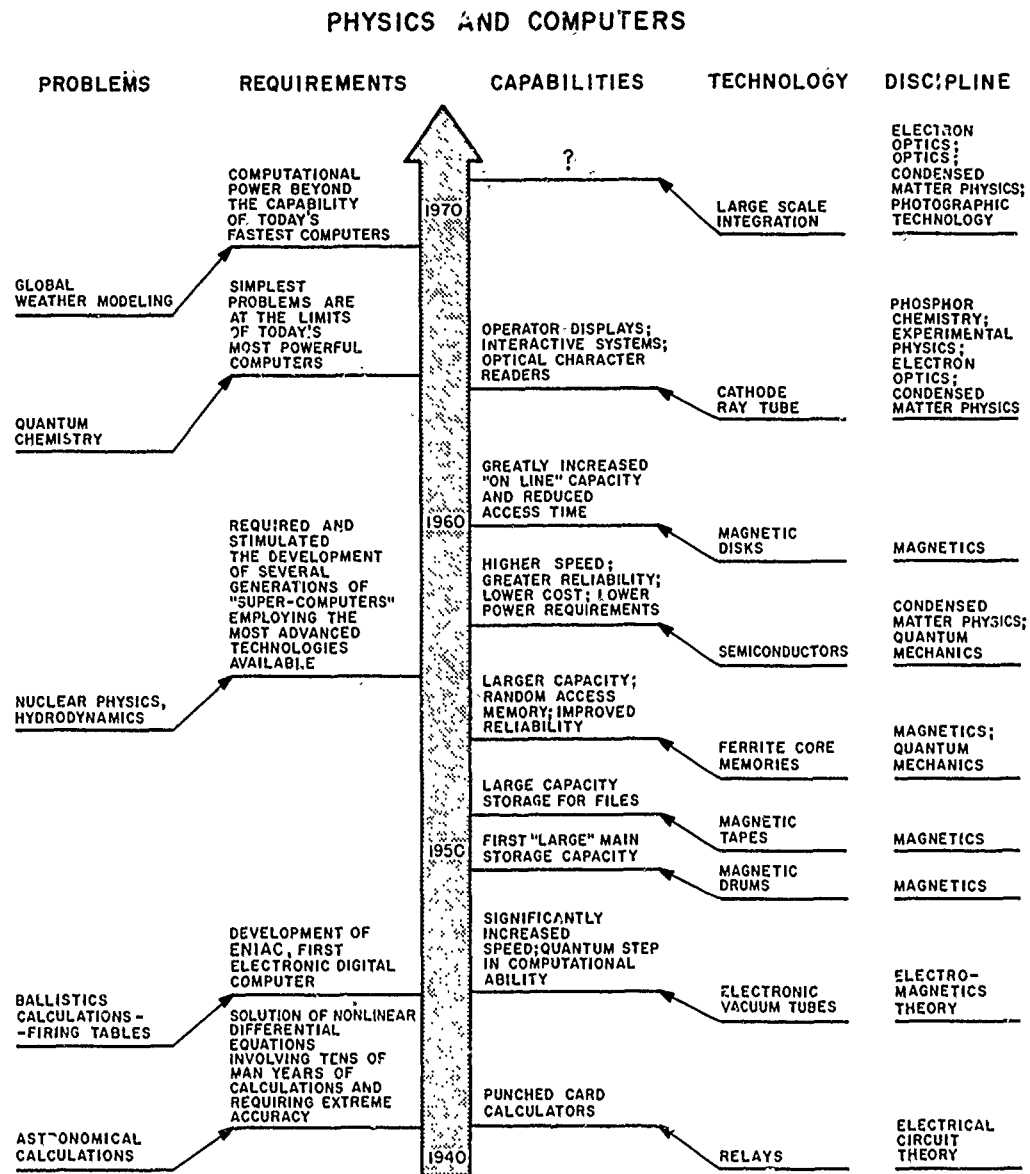 PHYSICS AND COMPUTERS
PROBLEMS
REQUIREMENTS
CAPABILITIES
TECHNOLOGY
DISCIPLINE
COMPUTATIONAL
POWER BEYOND
THE CAPABILITY
OF TODAY'S
FASTEST COMPUTERS
GLOBAL
WEATHER MODELING
SIMPLEST
PROBLEMS ARE
AT THE LIMITS
OF TODAY'S
MOST POWERFUL
COMPUTERS
QUANTUM
CHEMISTRY
REQUIRED AND
STIMULATED
THE DEVELOPMENT
OF SEVERAL
GENERATIONS OF
"SUPER-COMPUTERS"
EMPLOYING THE
MOST ADVANCED
TECHNOLOGIES
AVAILABLE
NUCLEAR PHYSICS,
HYDRODYNAMICS
DEVELOPMENT OF
ENIAC, FIRST
ELECTRONIC DIGITAL
COMPUTER
BALLISTICS
CALCULATIONS-
-FIRING TABLES
SOLUTION OF NONLINEAR
DIFFERENTIAL
EQUATIONS
INVOLVING TENS OF
MAN YEARS OF
CALCULATIONS AND
REQUIRING EXTREME
ACCURACY
ASTRONOMICAL
CALCULATIONS
1970
1960
1950
1940
?
LARGE SCALE
INTEGRATION
ELECTRON
OPTICS;
OPTICS;
CONDENSED
MATTER PHYSICS;
PHOTOGRAPHIC
TECHNOLOGY
OPERATOR DISPLAYS;
INTERACTIVE SYSTEMS;
OPTICAL CHARACTER
READERS
CATHODE
RAY TUBE
PHOSPHOR
CHEMISTRY;
EXPERIMENTAL
PHYSICS;
ELECTRON
OPTICS;
CONDENSED
MATTER PHYSICS
GREATLY INCREASED
"ON LINE" CAPACITY
AND REDUCED
ACCESS TIME
MAGNETIC
DISKS
MAGNETICS
HIGHER SPEED;
GREATER RELIABILITY;
LOWER COST; LOWER
POWER REQUIREMENTS
SEMICONDUCTORS
CONDENSED
MATTER PHYSICS;
QUANTUM
MECHANICS
LARGER CAPACITY;
RANDOM ACCESS
MEMORY; IMPROVED
RELIABILITY
FERRITE CORE
MEMORIES
MAGNETICS;
QUANTUM
MECHANICS
LARGE CAPACITY
STORAGE FOR FILES
MAGNETIC
TAPES
MAGNETICS
FIRST "LARGE" MAIN
STORAGE CAPACITY
MAGNETIC
DRUMS
MAGNETICS
SIGNIFICANTLY
INCREASED
SPEED; QUANTUM STEP
IN COMPUTATIONAL
ABILITY
ELECTRONIC
VACUUM TUBES
ELECTRO-
MAGNETICS
THEORY
PUNCHED CARD
CALCULATORS
RELAYS
ELECTRICAL
CIRCUIT
THEORY